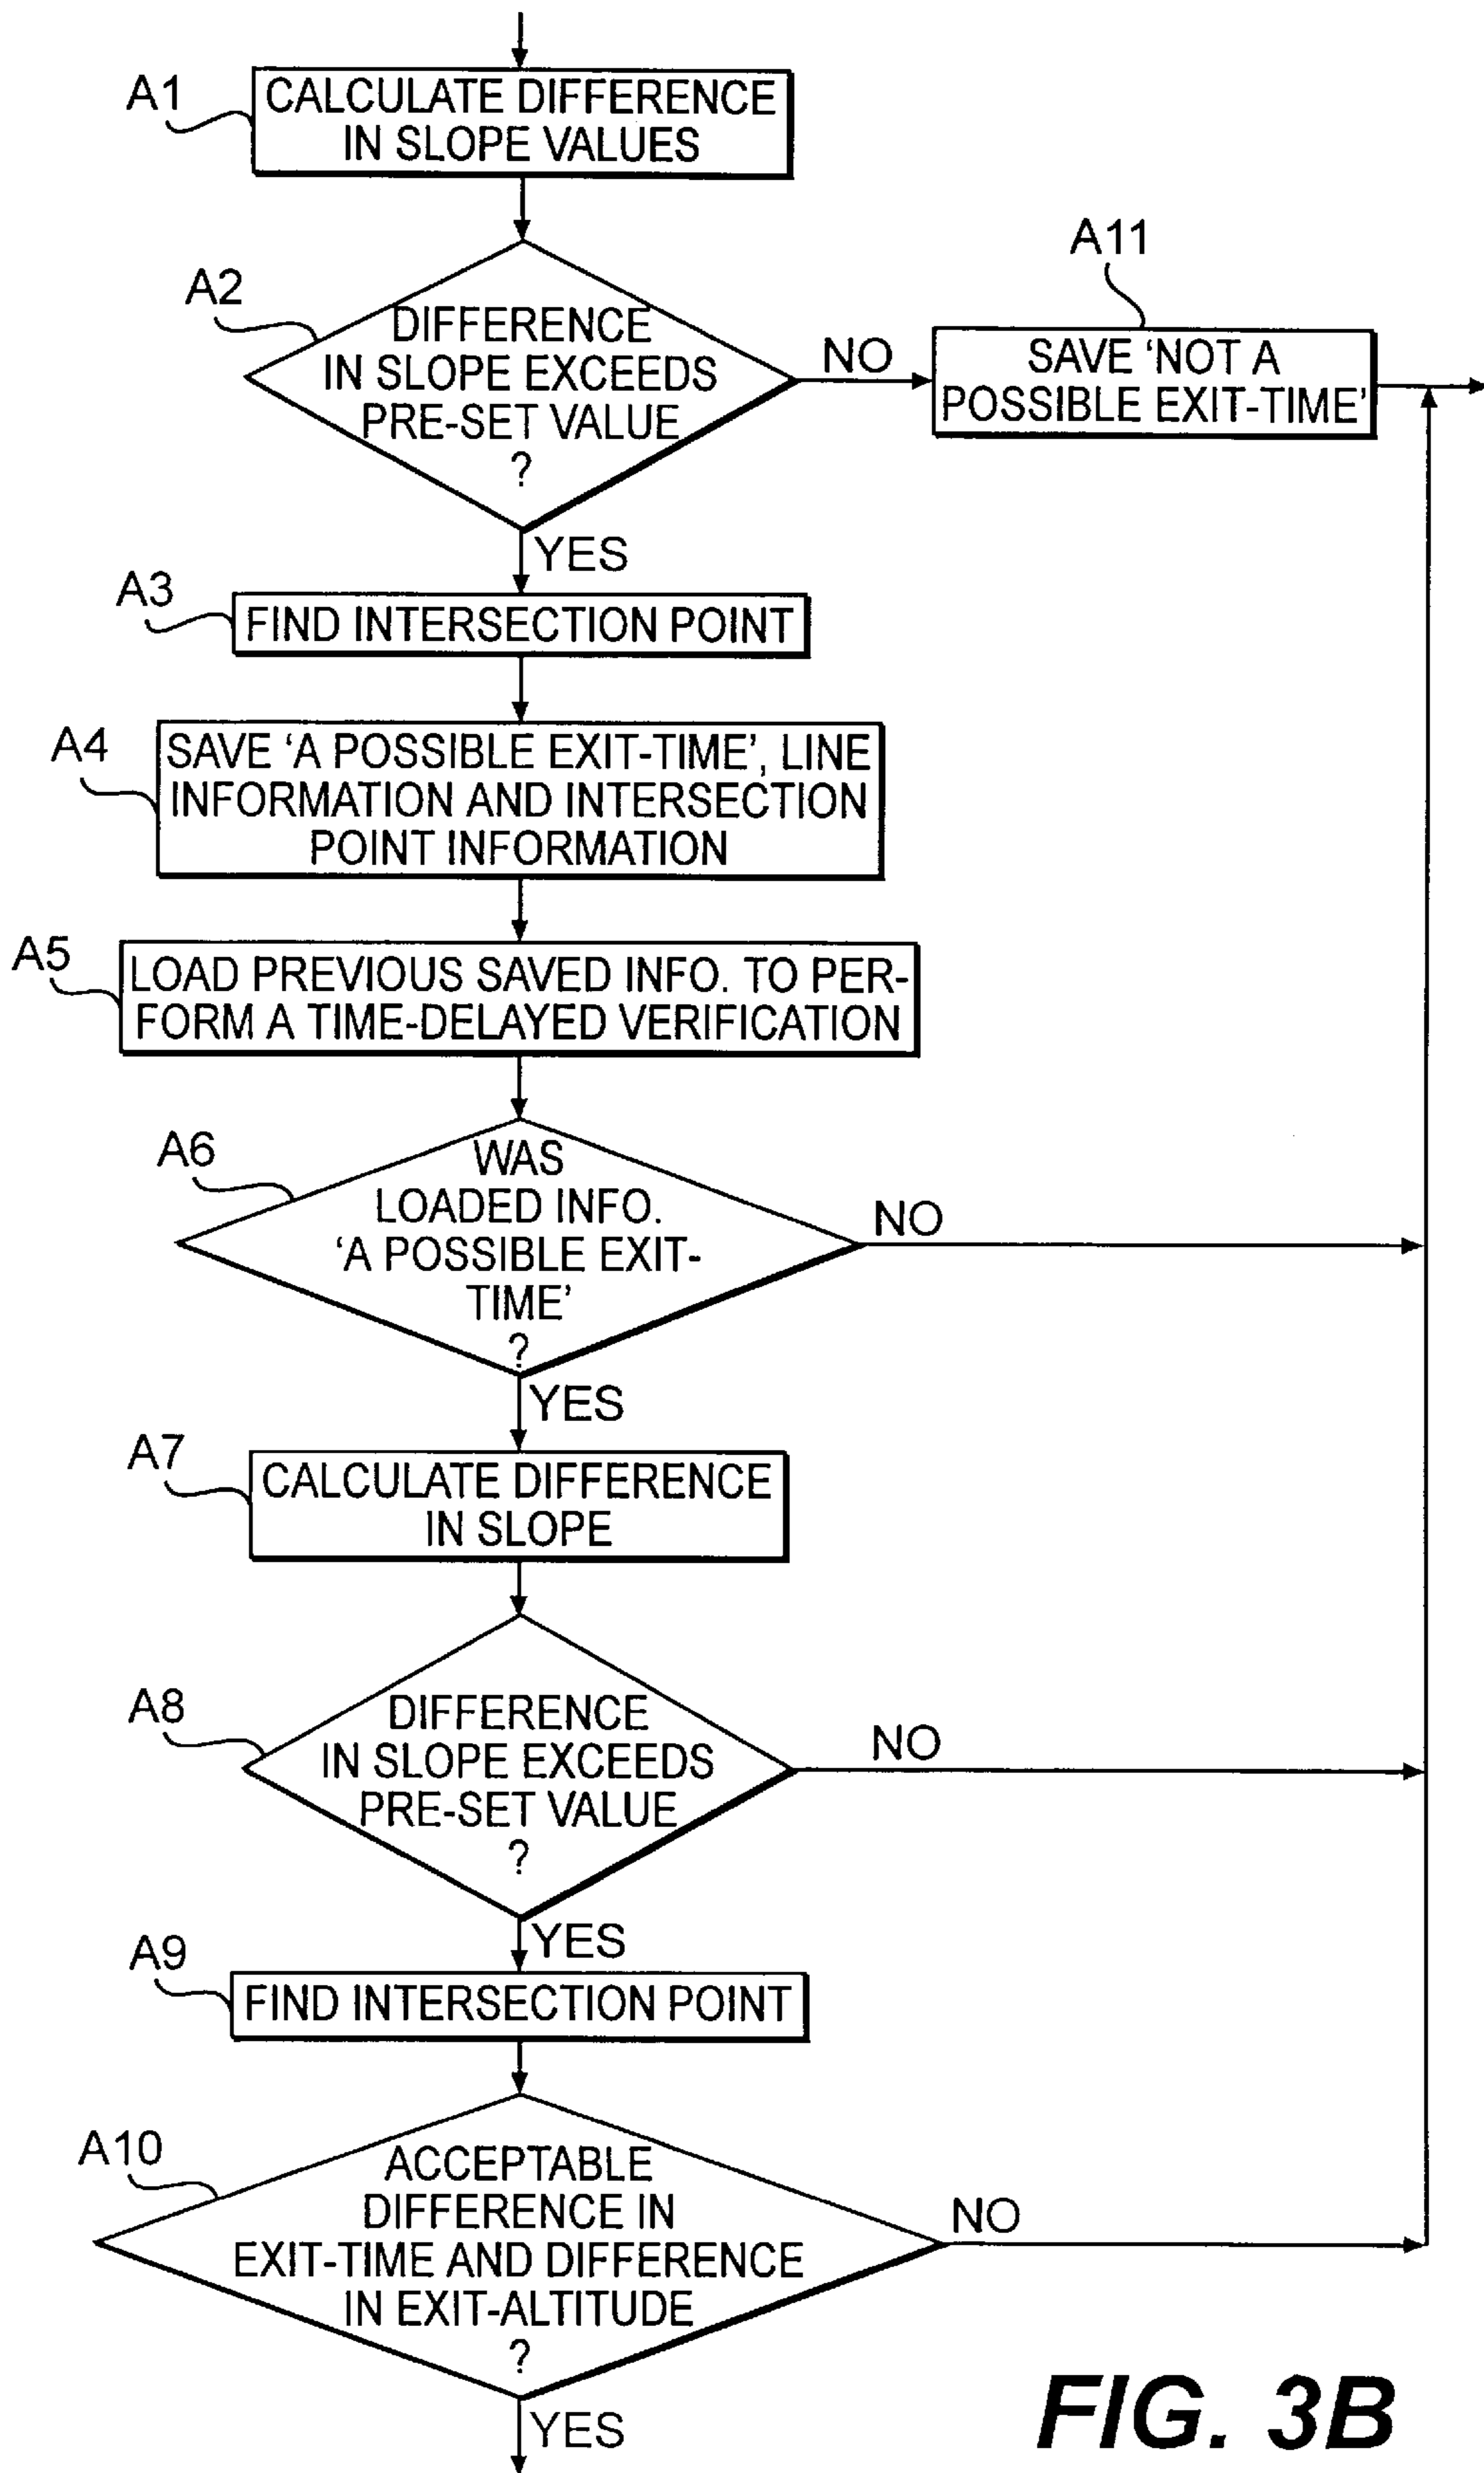 A1
CALCULATE DIFFERENCE
IN SLOPE VALUES
A2
DIFFERENCE
IN SLOPE EXCEEDS
PRE-SET VALUE
?
NO
A11
SAVE ‘NOT A
POSSIBLE EXIT-TIME’
YES
A3
FIND INTERSECTION POINT
A4
SAVE ‘A POSSIBLE EXIT-TIME’, LINE
INFORMATION AND INTERSECTION
POINT INFORMATION
A5
LOAD PREVIOUS SAVED INFO. TO PER-
FORM A TIME-DELAYED VERIFICATION
A6
WAS
LOADED INFO.
‘A POSSIBLE EXIT-
TIME’
?
NO
YES
A7
CALCULATE DIFFERENCE
IN SLOPE
A8
DIFFERENCE
IN SLOPE EXCEEDS
PRE-SET VALUE
?
NO
YES
A9
FIND INTERSECTION POINT
A10
ACCEPTABLE
DIFFERENCE IN
EXIT-TIME AND DIFFERENCE
IN EXIT-ALTITUDE
?
NO
YES
FIG. 3B